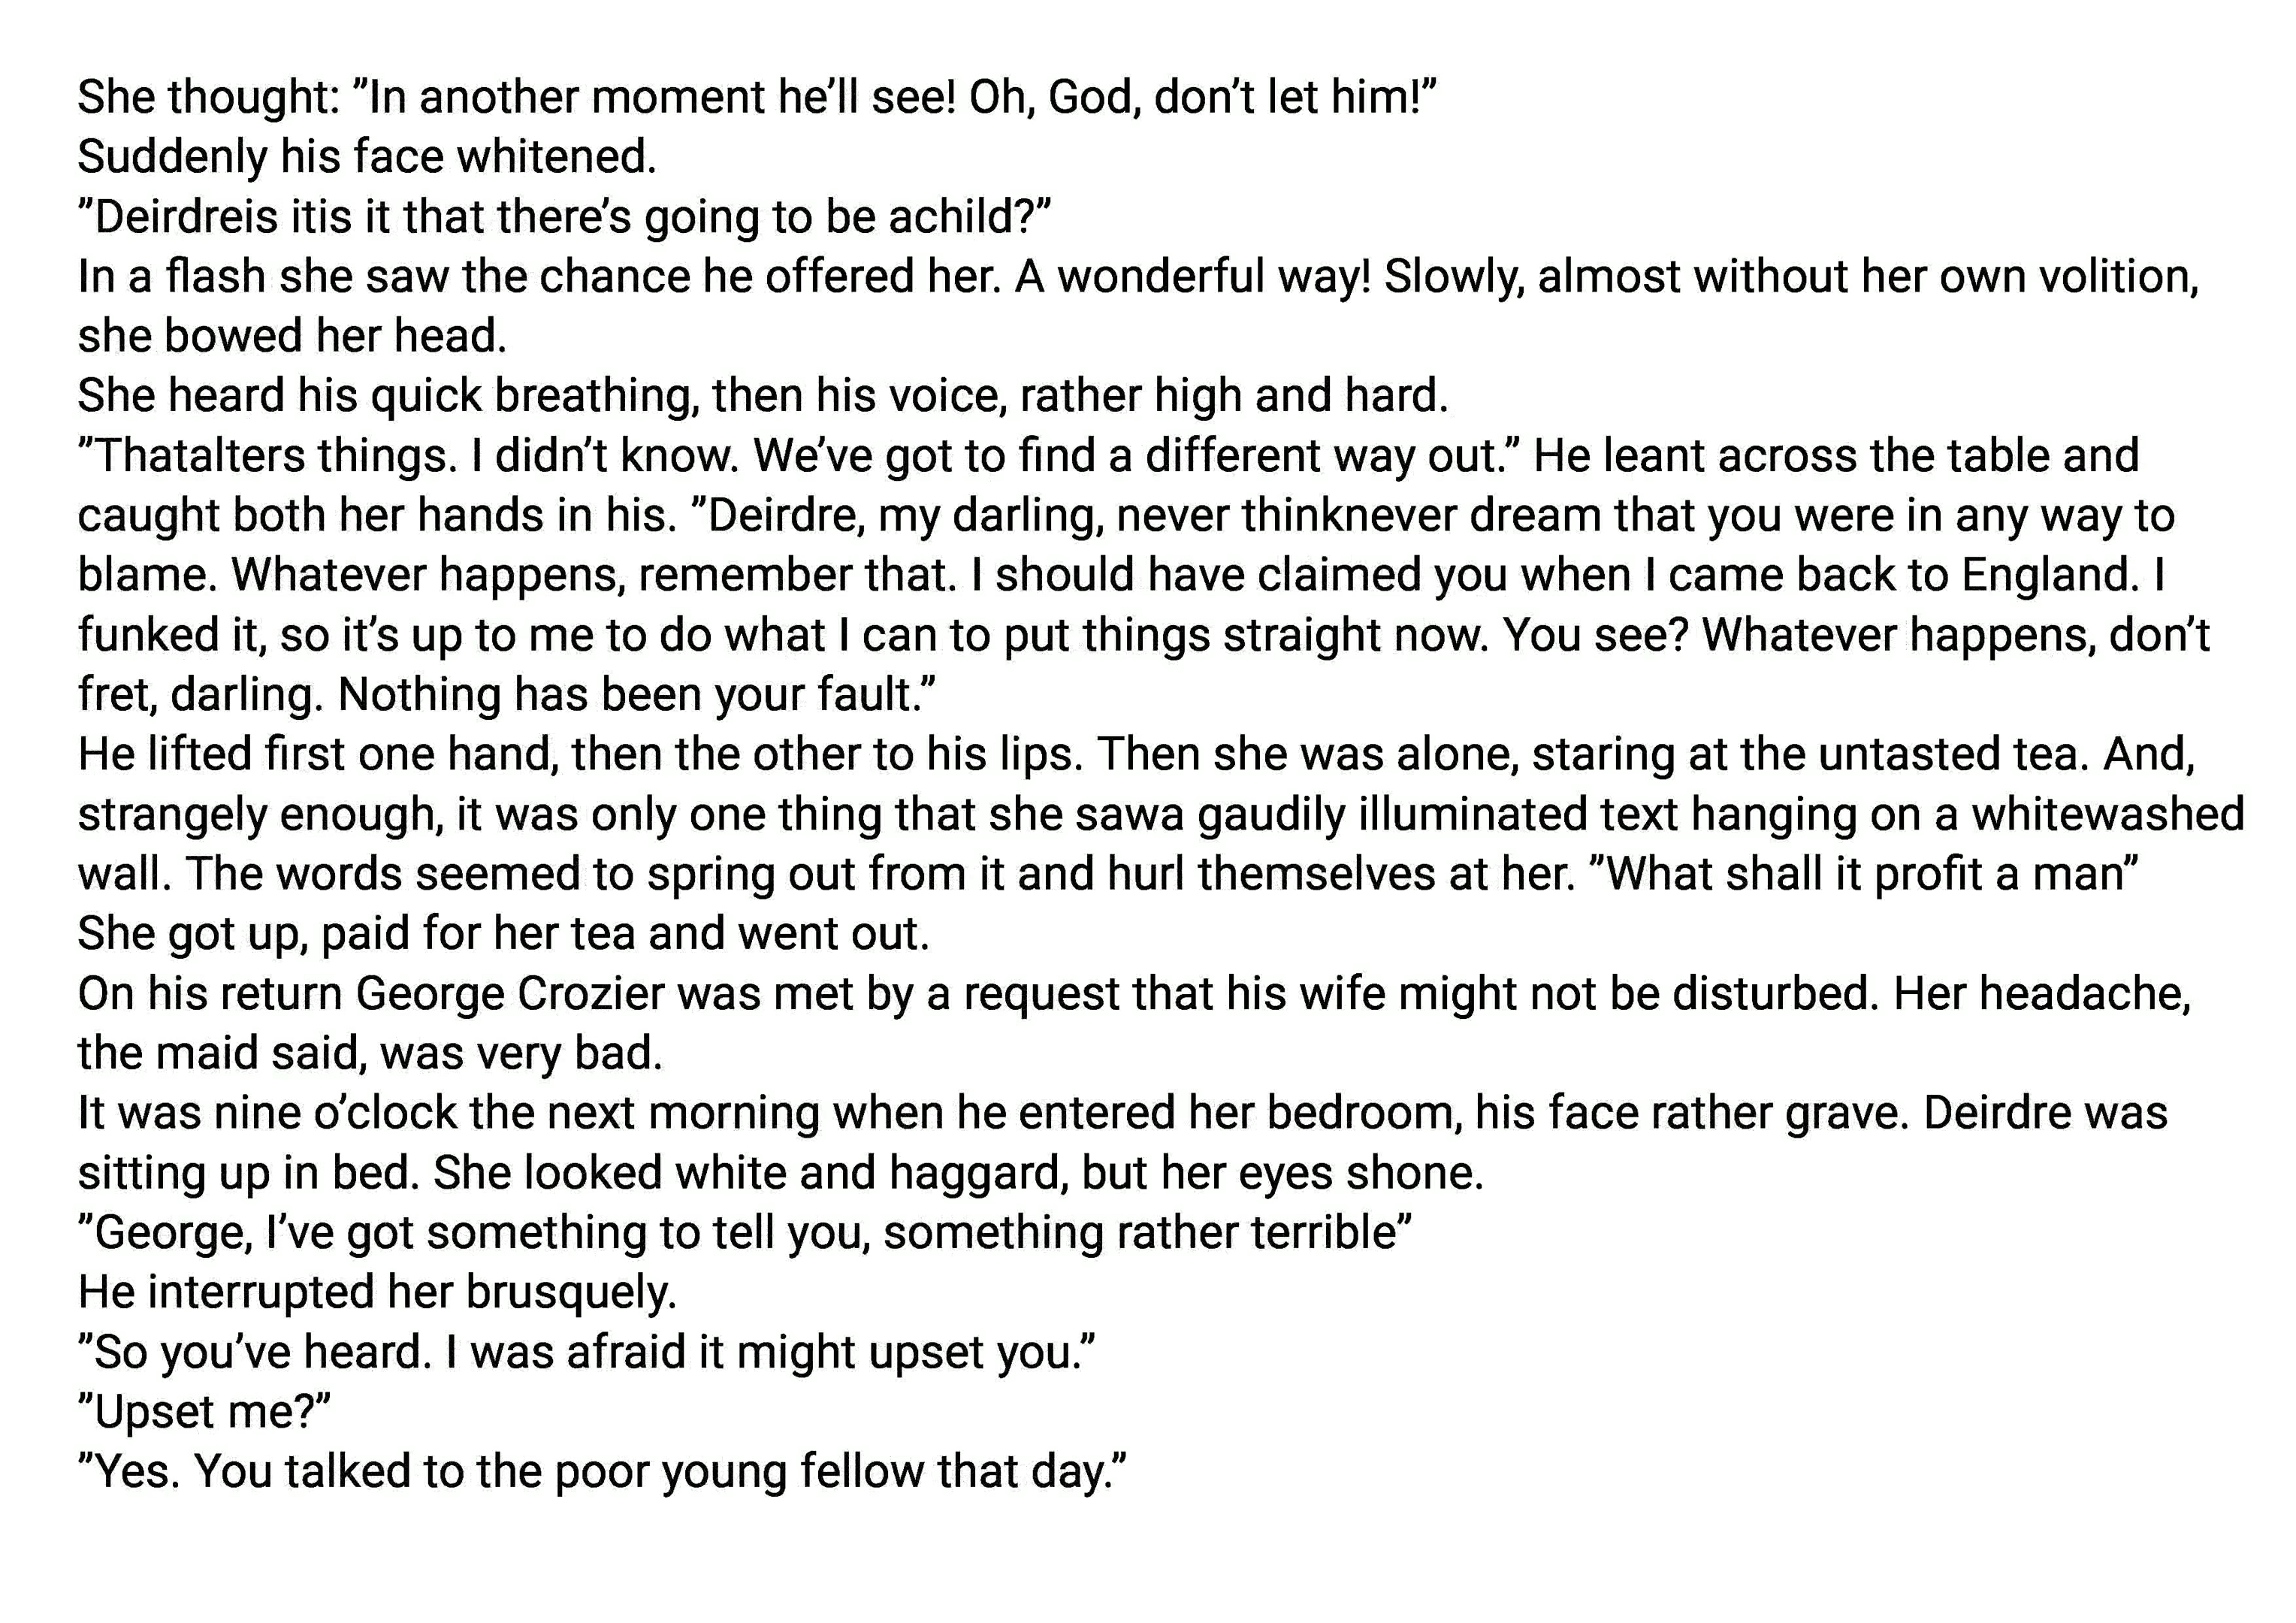 She thought: ”In another moment he’ll see! Oh, God, don’t let him!”
Suddenly his face whitened.
”Deirdreis itis it that there’s going to be achild?”
In a flash she saw the chance he offered her. A wonderful way! Slowly, almost without her own volition,
she bowed her head.
She heard his quick breathing, then his voice, rather high and hard.
”Thatalters things. I didn’t know. We’ve got to find a different way out.” He leant across the table and
caught both her hands in his. ”Deirdre, my darling, never thinknever dream that you were in any way to
blame. Whatever happens, remember that. I should have claimed you when I came back to England. I
funked it, so it’s up to me to do what I can to put things straight now. You see? Whatever happens, don’t
fret, darling. Nothing has been your fault.”
He lifted first one hand, then the other to his lips. Then she was alone, staring at the untasted tea. And,
strangely enough, it was only one thing that she sawa gaudily illuminated text hanging on a whitewashed
wall. The words seemed to spring out from it and hurl themselves at her. ”What shall it profit a man”
She got up, paid for her tea and went out.
On his return George Crozier was met by a request that his wife might not be disturbed. Her headache,
the maid said, was very bad.
It was nine o’clock the next morning when he entered her bedroom, his face rather grave. Deirdre was
sitting up in bed. She looked white and haggard, but her eyes shone.
”George, I’ve got something to tell you, something rather terrible”
He interrupted her brusquely.
”So you’ve heard. I was afraid it might upset you.”
”Upset me?”
”Yes. You talked to the poor young fellow that day.”